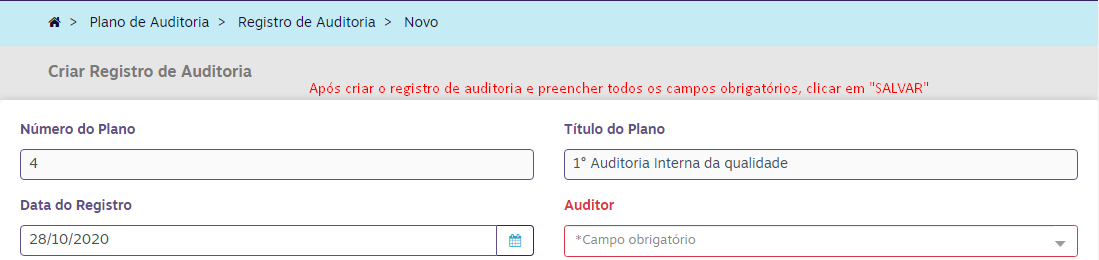 > Plano de Auditoria > Registro de Auditoria > Novo
Criar Registro de Auditoria
Após criar o registro de auditoria e preencher todos os campos obrigatórios, clicar em "SALVAR"
Número do Plano
Título do Plano
4
1° Auditoria Interna da qualidade
Data do Registro
Auditor
28/10/2020
*Campo obrigatório